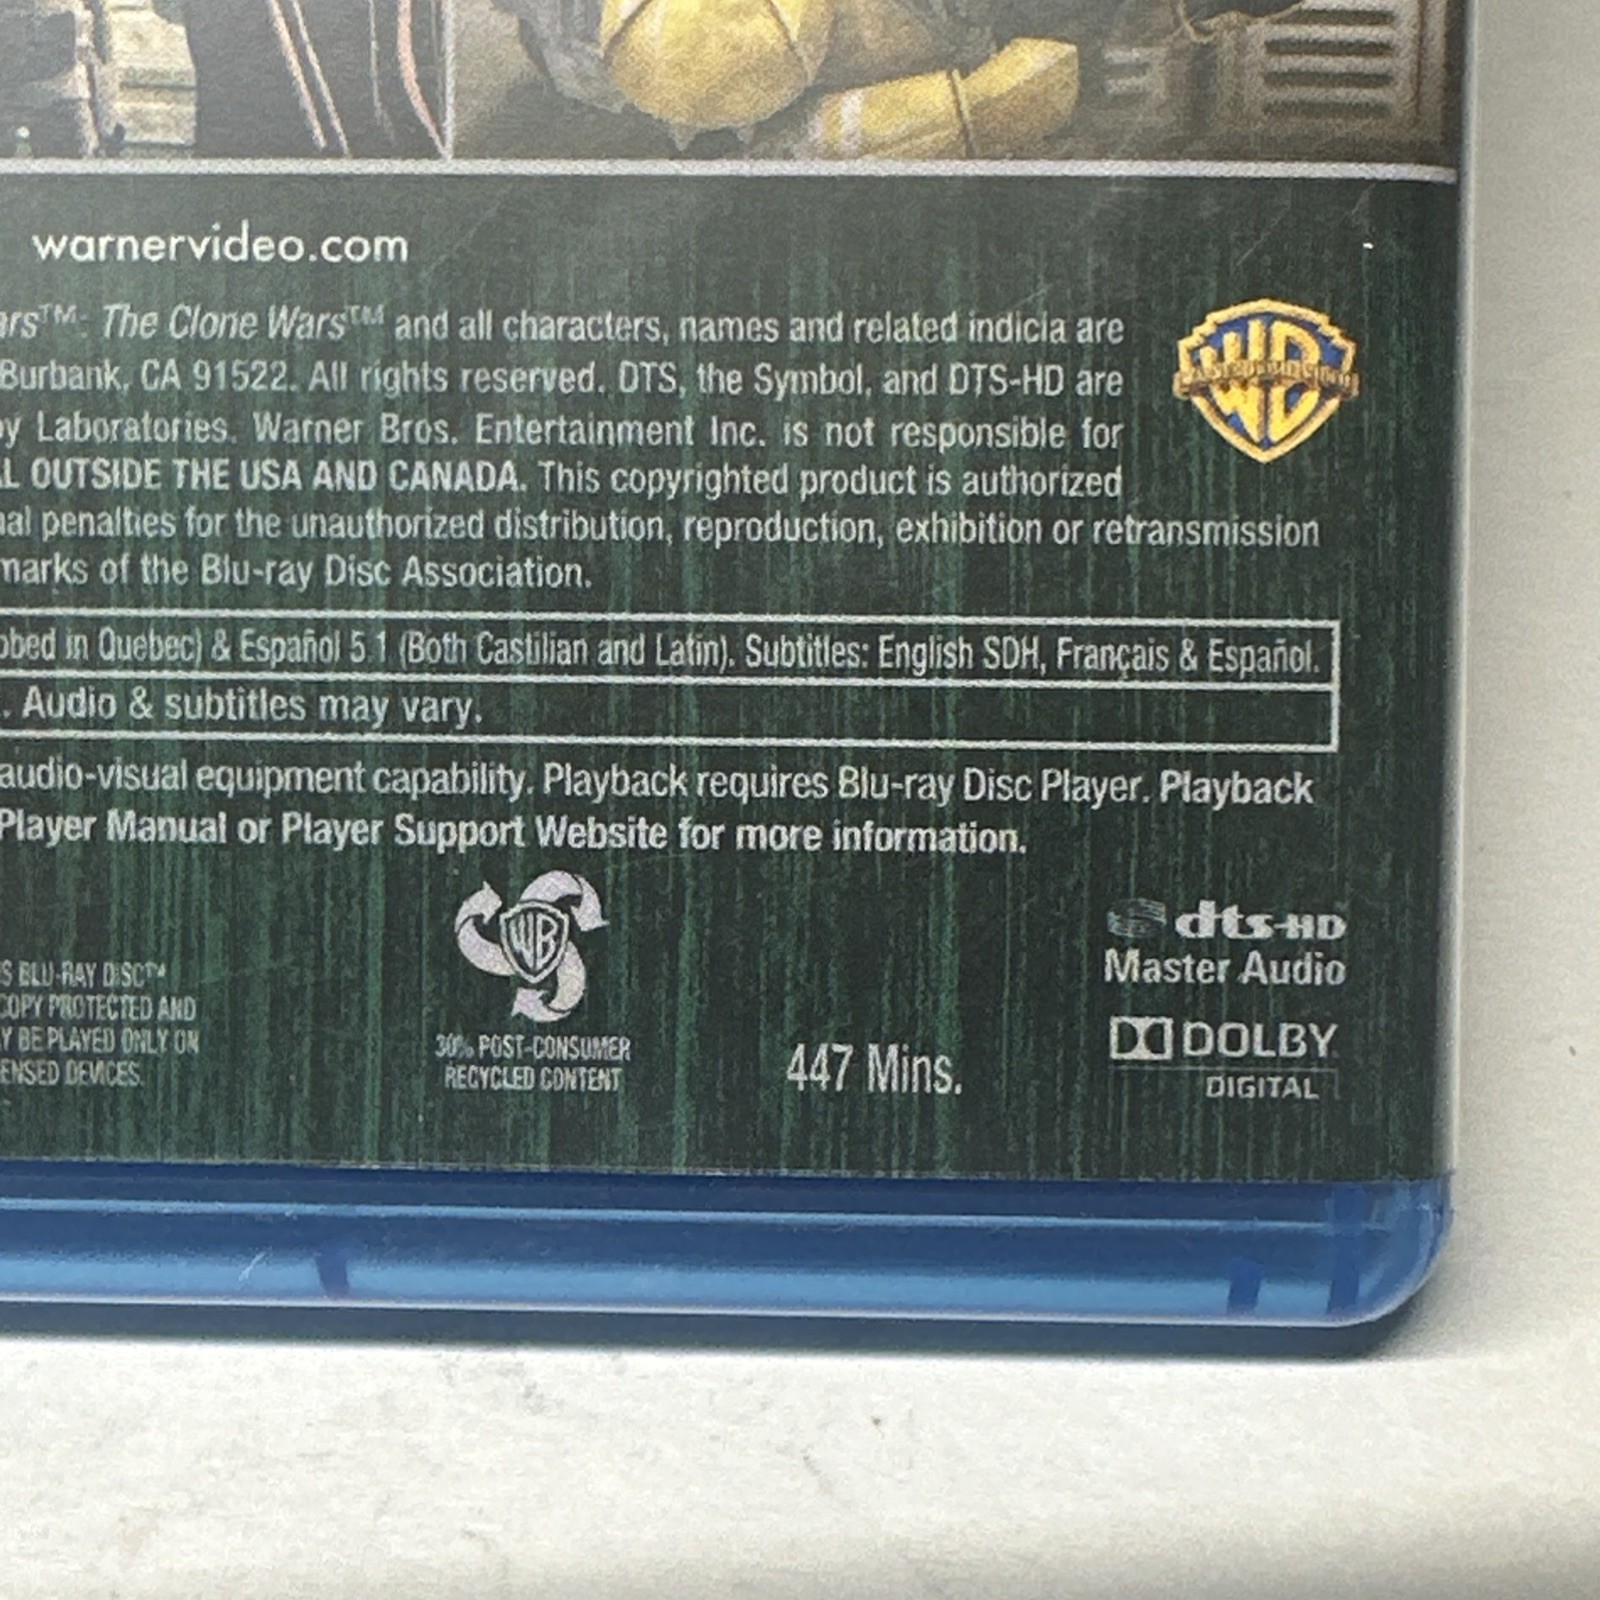 warnervideo.com
ars™: The Clone Wars™ and all characters, names and related indicia are
Burbank, CA 91522. All rights reserved. DTS, the Symbol, and DTS-HD are
by Laboratories. Warner Bros. Entertainment Inc. is not responsible for
L OUTSIDE THE USA AND CANADA. This copyrighted product is authorized
nal penalties for the unauthorized distribution, reproduction, exhibition or retransmission
marks of the Blu-ray Disc Association.
bbed in Quebec) & Español 5.1 (Both Castilian and Latin). Subtitles: English SDH, Français & Español.
. Audio & subtitles may vary.
audio-visual equipment capability. Playback requires Blu-ray Disc Player. Playback
Player Manual or Player Support Website for more information.
WB
dts-HD
Master Audio
S BLU-RAY DISC™
COPY PROTECTED AND
Y BE PLAYED ONLY ON
ENSED DEVICES.
30% POST-CONSUMER
RECYCLED CONTENT
447 Mins.
DOLBY
DIGITAL